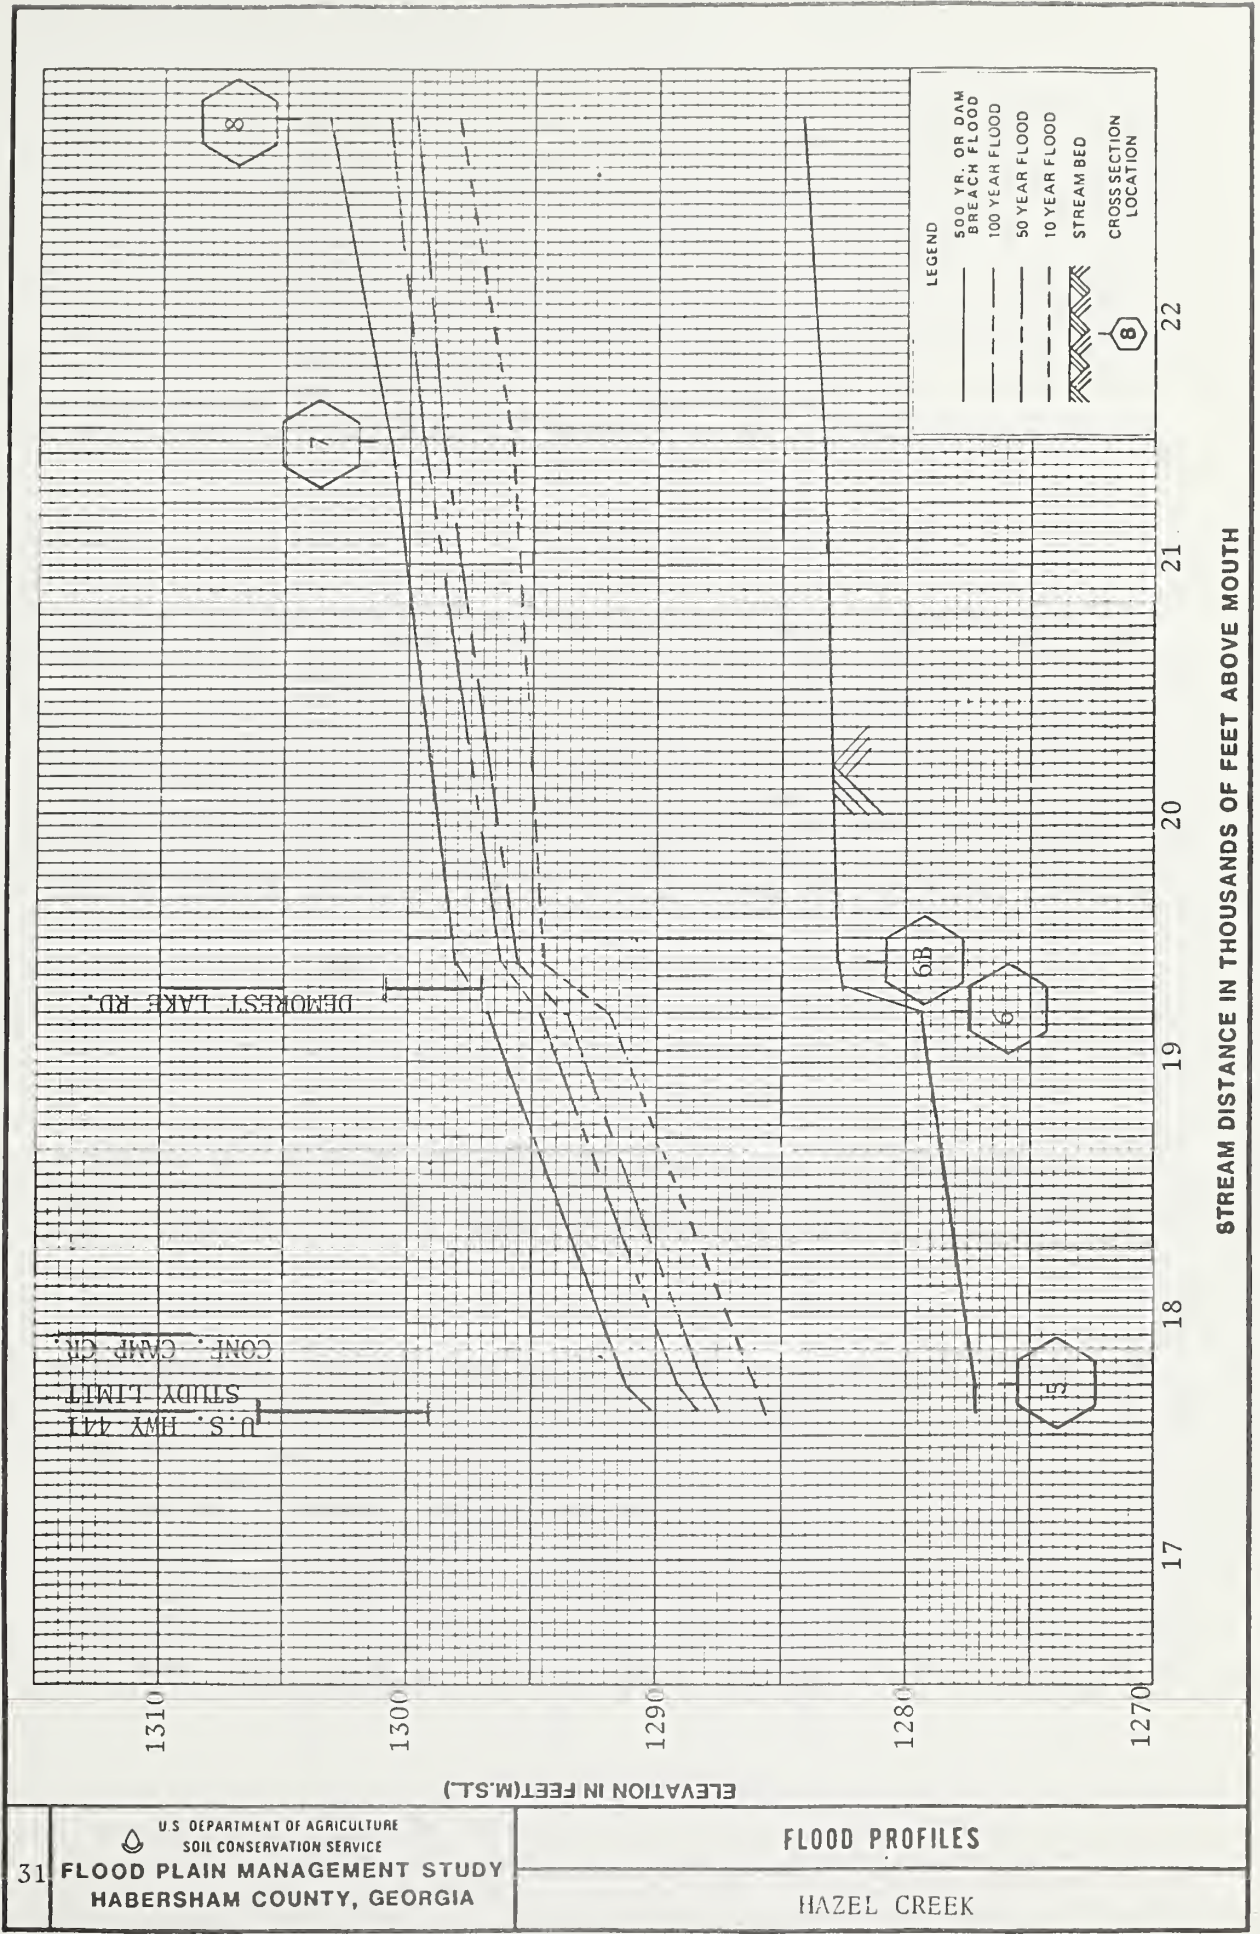 8
7
LEGEND
500 YR. OR DAM
BREACH FLOOD
100 YEAR FLOOD
50 YEAR FLOOD
10 YEAR FLOOD
STREAM BED
8
CROSS SECTION
LOCATION
DEMOREST LAKE RD.
6B
6
CONF. CAMP CR.
STUDY LIMIT
U.S. HWY 441
5
17
18
19
20
21
22
STREAM DISTANCE IN THOUSANDS OF FEET ABOVE MOUTH
1310
1300
1290
1280
1270
ELEVATION IN FEET(M.S.L.)
31
U.S DEPARTMENT OF AGRICULTURE
SOIL CONSERVATION SERVICE
FLOOD PLAIN MANAGEMENT STUDY
HABERSHAM COUNTY, GEORGIA
FLOOD PROFILES
HAZEL CREEK